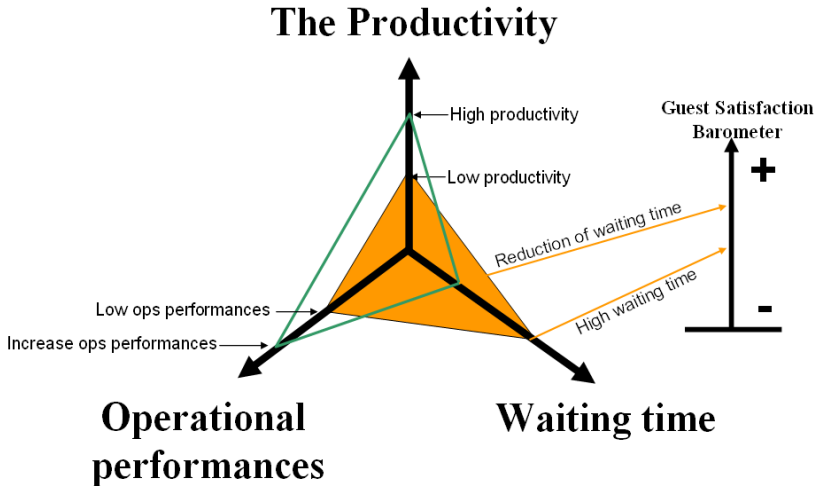 The Productivity
Guest Satisfaction
Barometer
High productivity
+
Low productivity
Reduction of waiting time
High waiting time
-
Low ops performances
Increase ops performances
Operational
performances
Waiting time